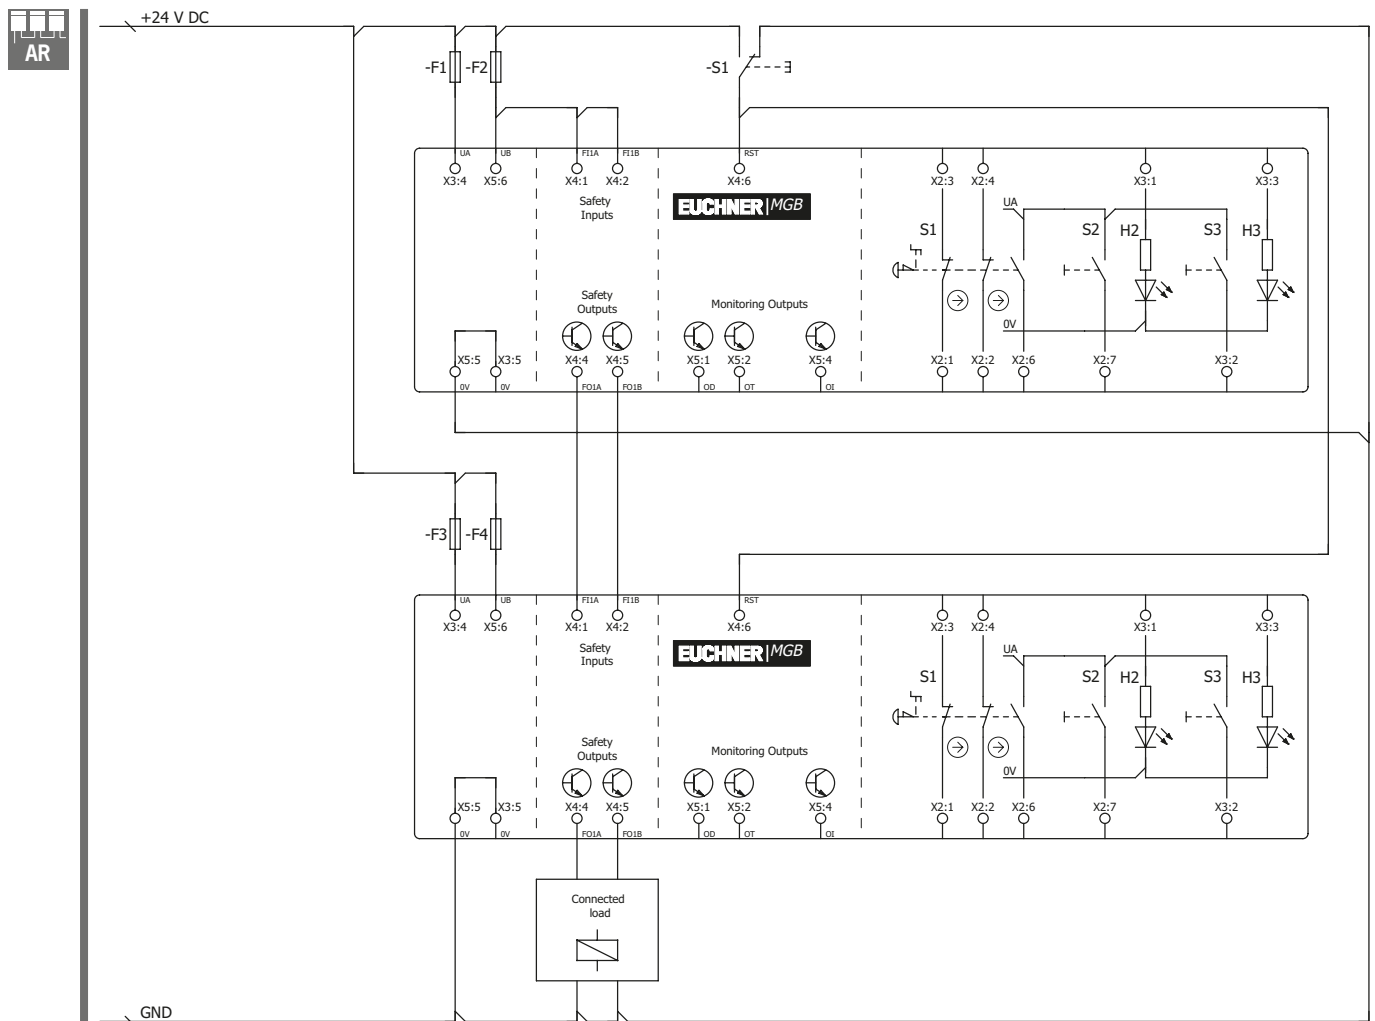 +24 V DC
AR
-F1 -F2 -S1
UA UB FI1A FI1B RST
X3:4 X5:6 X4:1 X4:2 X4:6 X2:3 X2:4 X3:1 X3:3
Safety
Inputs
EUCHNER MGB
UA
S1 S2 H2 S3 H3
Safety
Outputs
Monitoring Outputs
0V
X5:5 X3:5 X4:4 X4:5 X5:1 X5:2 X5:4 X2:1 X2:2 X2:6 X2:7 X3:2
0V 0V FO1A FO1B OD OT OI
-F3 -F4
UA UB FI1A FI1B RST
X3:4 X5:6 X4:1 X4:2 X4:6 X2:3 X2:4 X3:1 X3:3
Safety
Inputs
EUCHNER MGB
UA
S1 S2 H2 S3 H3
Safety
Outputs
Monitoring Outputs
0V
X5:5 X3:5 X4:4 X4:5 X5:1 X5:2 X5:4 X2:1 X2:2 X2:6 X2:7 X3:2
0V 0V FO1A FO1B OD OT OI
Connected
load
GND